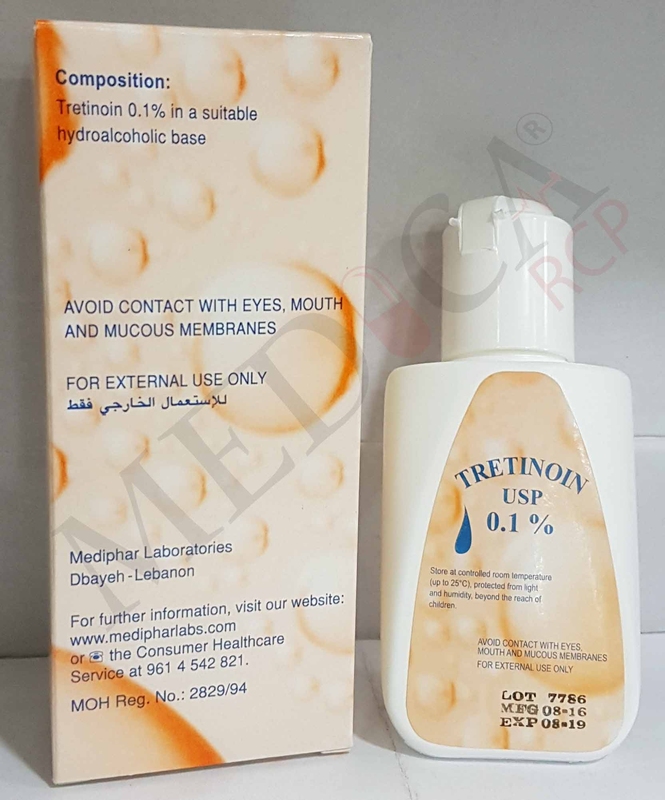 Composition:
Tretinoin 0.1% in a suitable
hydroalcoholic base
AVOID CONTACT WITH EYES, MOUTH
AND MUCOUS MEMBRANES
FOR EXTERNAL USE ONLY
للإستعمال الخارجي فقط
Mediphar Laboratories
Dbayeh - Lebanon
For further information, visit our website:
www.medipharlabs.com
or ☎ the Consumer Healthcare
Service at 961 4 542 821.
MOH Reg. No.: 2829/94
TRETINOIN
USP
0.1 %
Store at controlled room temperature
(up to 25°C), protected from light
and humidity, beyond the reach of
children.
AVOID CONTACT WITH EYES,
MOUTH AND MUCOUS MEMBRANES
FOR EXTERNAL USE ONLY
LOT 7786
MFG 08-16
EXP 08-19
MEDICA®
RCP